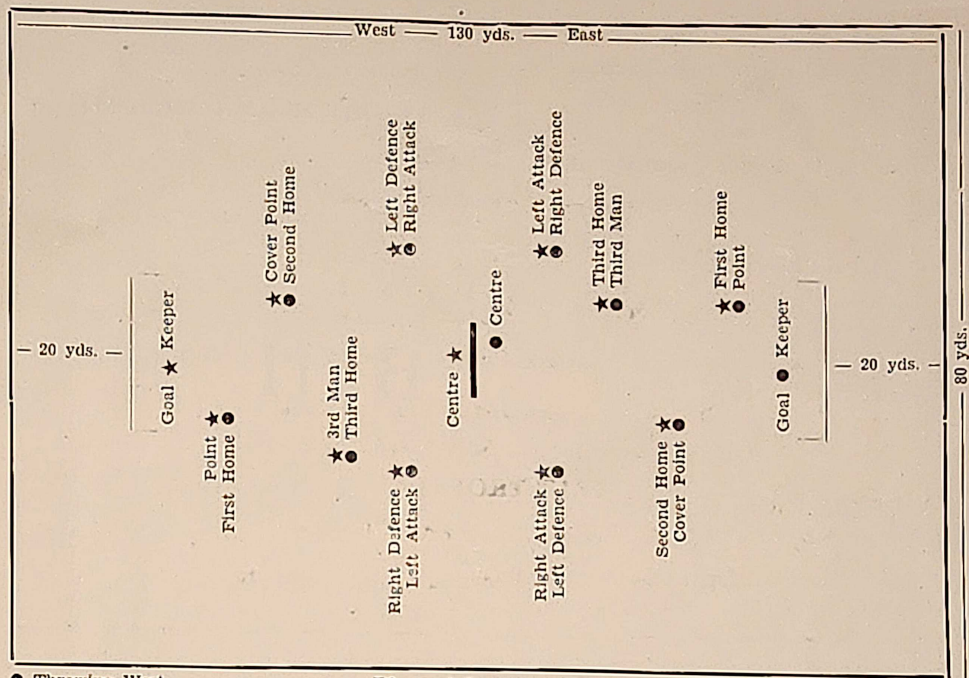 West — 130 yds. — East
— 20 yds. —
Goal ★ Keeper
Point ★
First Home ●
★ Cover Point
● Second Home
★ 3rd Man
● Third Home
★ Left Defence
● Right Attack
Right Defence ★
Left Attack ●
Centre ★
● Centre
★ Left Attack
● Right Defence
Right Attack ★
Left Defence ●
★ Third Home
● Third Man
Second Home ★
Cover Point ●
★ First Home
● Point
Goal ● Keeper
— 20 yds. —
80 yds.